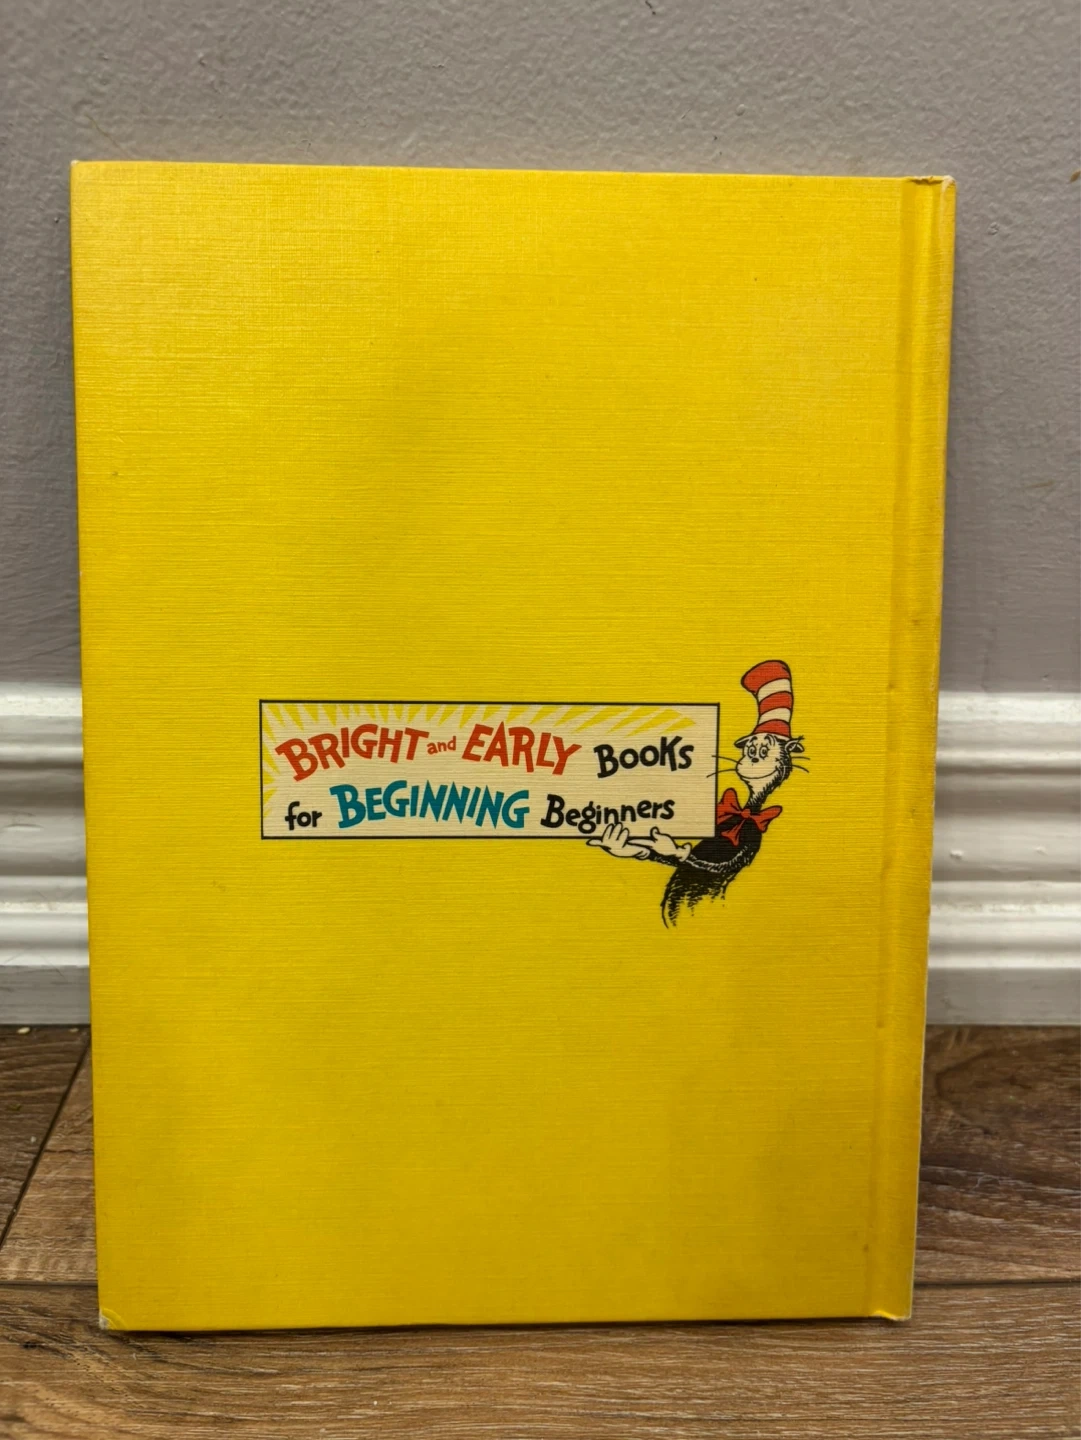 BRIGHT and EARLY Books
for BEGINNING Beginners